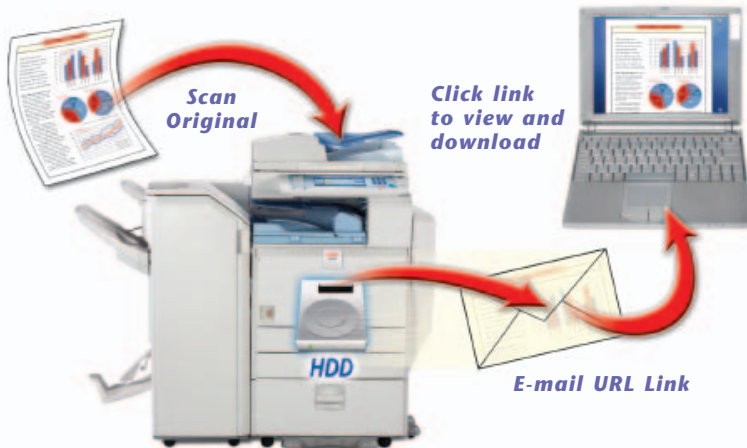 Scan
Original
Click link
to view and
download
HDD
E-mail URL Link